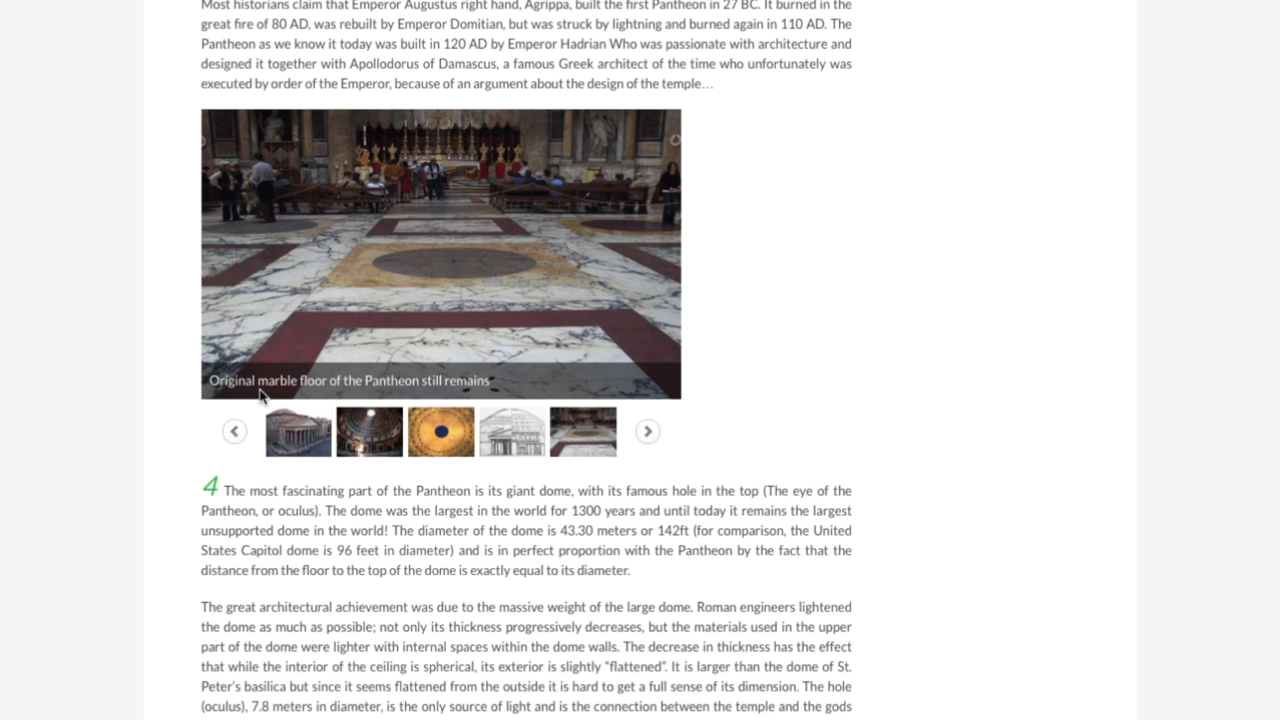 Most historians claim that Emperor Augustus right hand, Agrippa, built the first Pantheon in 27 BC. It burned in the
great fire of 80 AD, was rebuilt by Emperor Domitian, but was struck by lightning and burned again in 110 AD. The
Pantheon as we know it today was built in 120 AD by Emperor Hadrian Who was passionate with architecture and
designed it together with Apollodorus of Damascus, a famous Greek architect of the time who unfortunately was
executed by order of the Emperor, because of an argument about the design of the temple…
Original marble floor of the Pantheon still remains
4 The most fascinating part of the Pantheon is its giant dome, with its famous hole in the top (The eye of the
Pantheon, or oculus). The dome was the largest in the world for 1300 years and until today it remains the largest
unsupported dome in the world! The diameter of the dome is 43.30 meters or 142ft (for comparison, the United
States Capitol dome is 96 feet in diameter) and is in perfect proportion with the Pantheon by the fact that the
distance from the floor to the top of the dome is exactly equal to its diameter.
The great architectural achievement was due to the massive weight of the large dome. Roman engineers lightened
the dome as much as possible; not only its thickness progressively decreases, but the materials used in the upper
part of the dome were lighter with internal spaces within the dome walls. The decrease in thickness has the effect
that while the interior of the ceiling is spherical, its exterior is slightly “flattened”. It is larger than the dome of St.
Peter's basilica but since it seems flattened from the outside it is hard to get a full sense of its dimension. The hole
(oculus), 7.8 meters in diameter, is the only source of light and is the connection between the temple and the gods